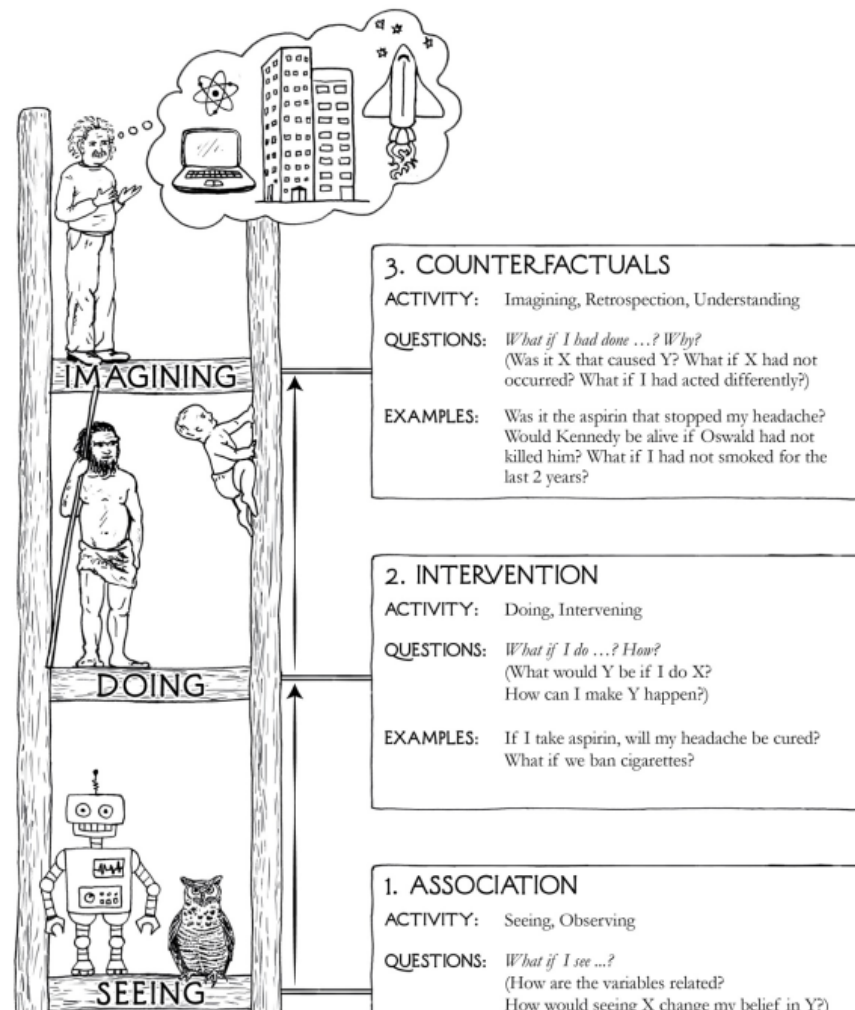 3. COUNTERFACTUALS
ACTIVITY: Imagining, Retrospection, Understanding
QUESTIONS: What if I had done …? Why?
(Was it X that caused Y? What if X had not
occurred? What if I had acted differently?)
EXAMPLES: Was it the aspirin that stopped my headache?
Would Kennedy be alive if Oswald had not
killed him? What if I had not smoked for the
last 2 years?
IMAGINING
2. INTERVENTION
ACTIVITY: Doing, Intervening
QUESTIONS: What if I do …? How?
(What would Y be if I do X?
How can I make Y happen?)
EXAMPLES: If I take aspirin, will my headache be cured?
What if we ban cigarettes?
DOING
1. ASSOCIATION
ACTIVITY: Seeing, Observing
QUESTIONS: What if I see ...?
(How are the variables related?
How would seeing X change my belief in Y?)
SEEING